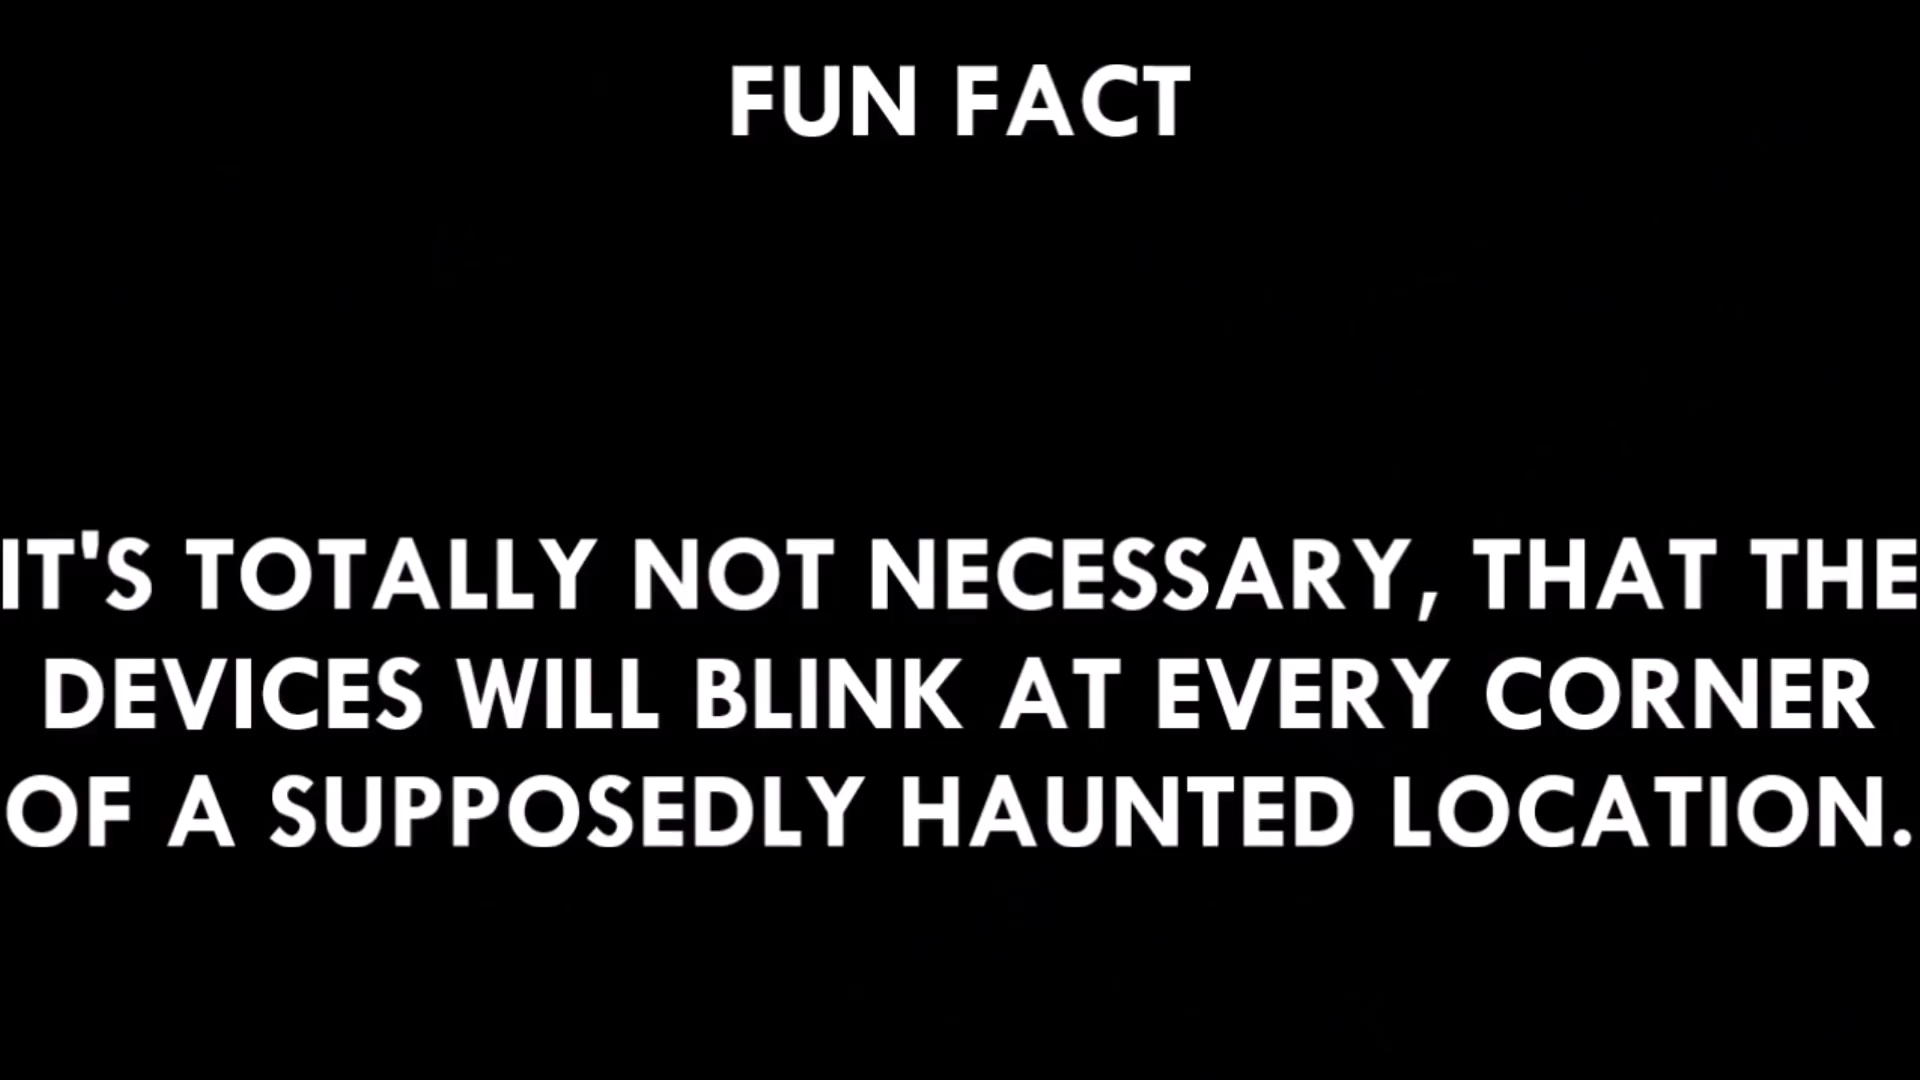 FUN FACT
IT'S TOTALLY NOT NECESSARY, THAT THE
DEVICES WILL BLINK AT EVERY CORNER
OF A SUPPOSEDLY HAUNTED LOCATION.